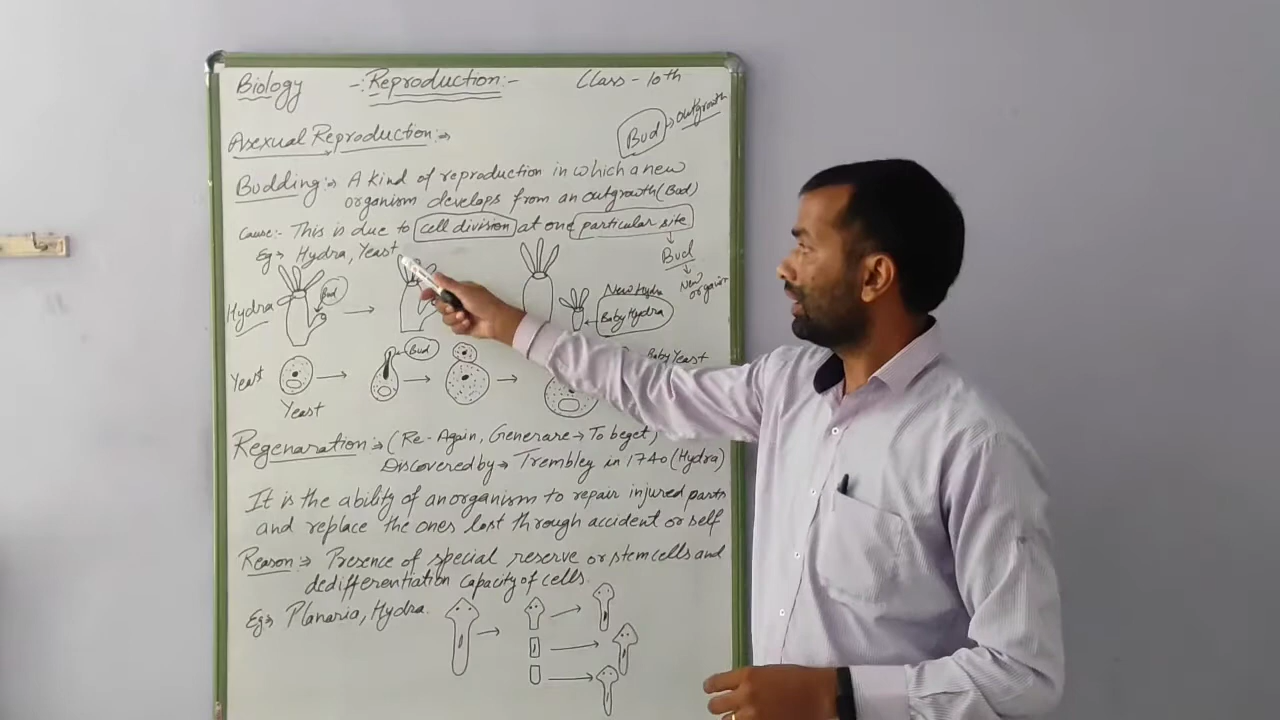 Biology -: Reproduction :- Class - 10th
Bud → outgrowth
Asexual Reproduction :→
Budding :→ A kind of reproduction in which a new
organism develops from an outgrowth (Bud)
Cause :- This is due to cell division at one particular site
Eg → Hydra, Yeast
Bud
New
organism
Hydra
Bud
New Hydra
Baby Hydra
Yeast
Bud
Baby Yeast
Yeast
Regenaration :→ (Re - Again, Generare → To beget)
Discovered by → Trembley in 1740 (Hydra)
It is the ability of an organism to repair injured parts
and replace the ones lost through accident or self
Reason :→ Presence of special reserve or stem cells and
dedifferentiation capacity of cells.
Eg → Planaria, Hydra.